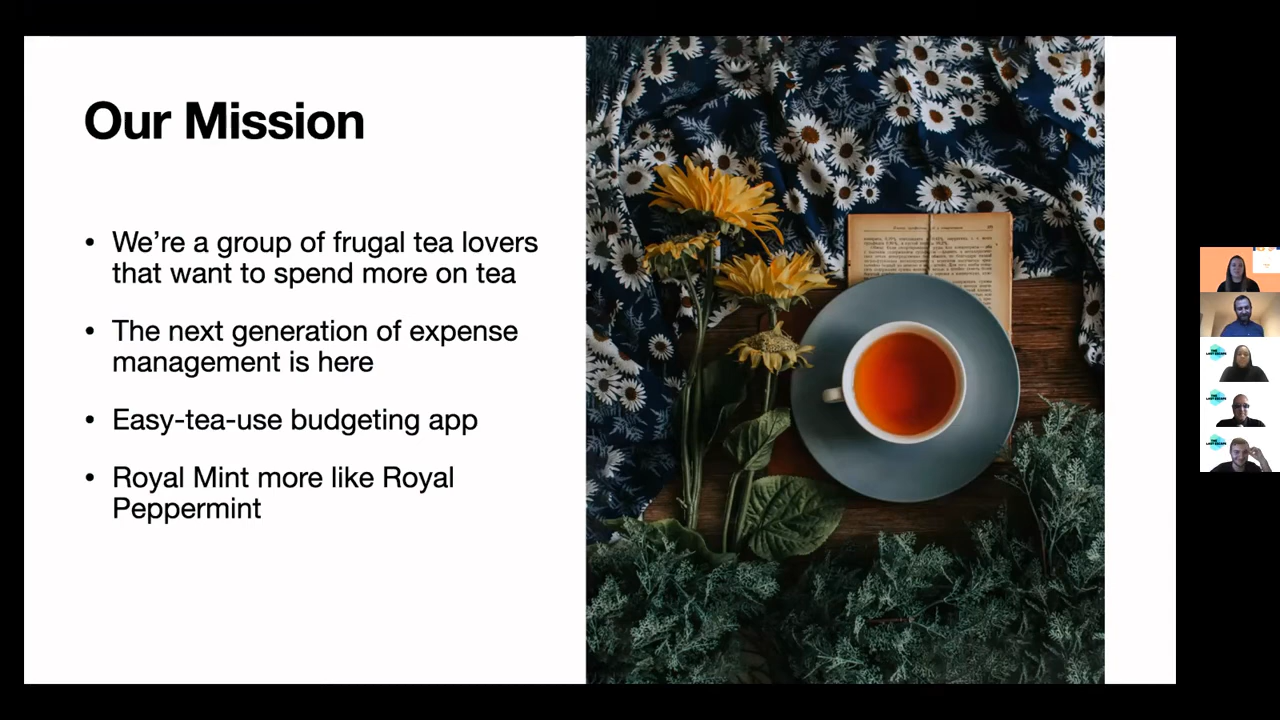 Our Mission
• We’re a group of frugal tea lovers
that want to spend more on tea
• The next generation of expense
management is here
• Easy-tea-use budgeting app
• Royal Mint more like Royal
Peppermint